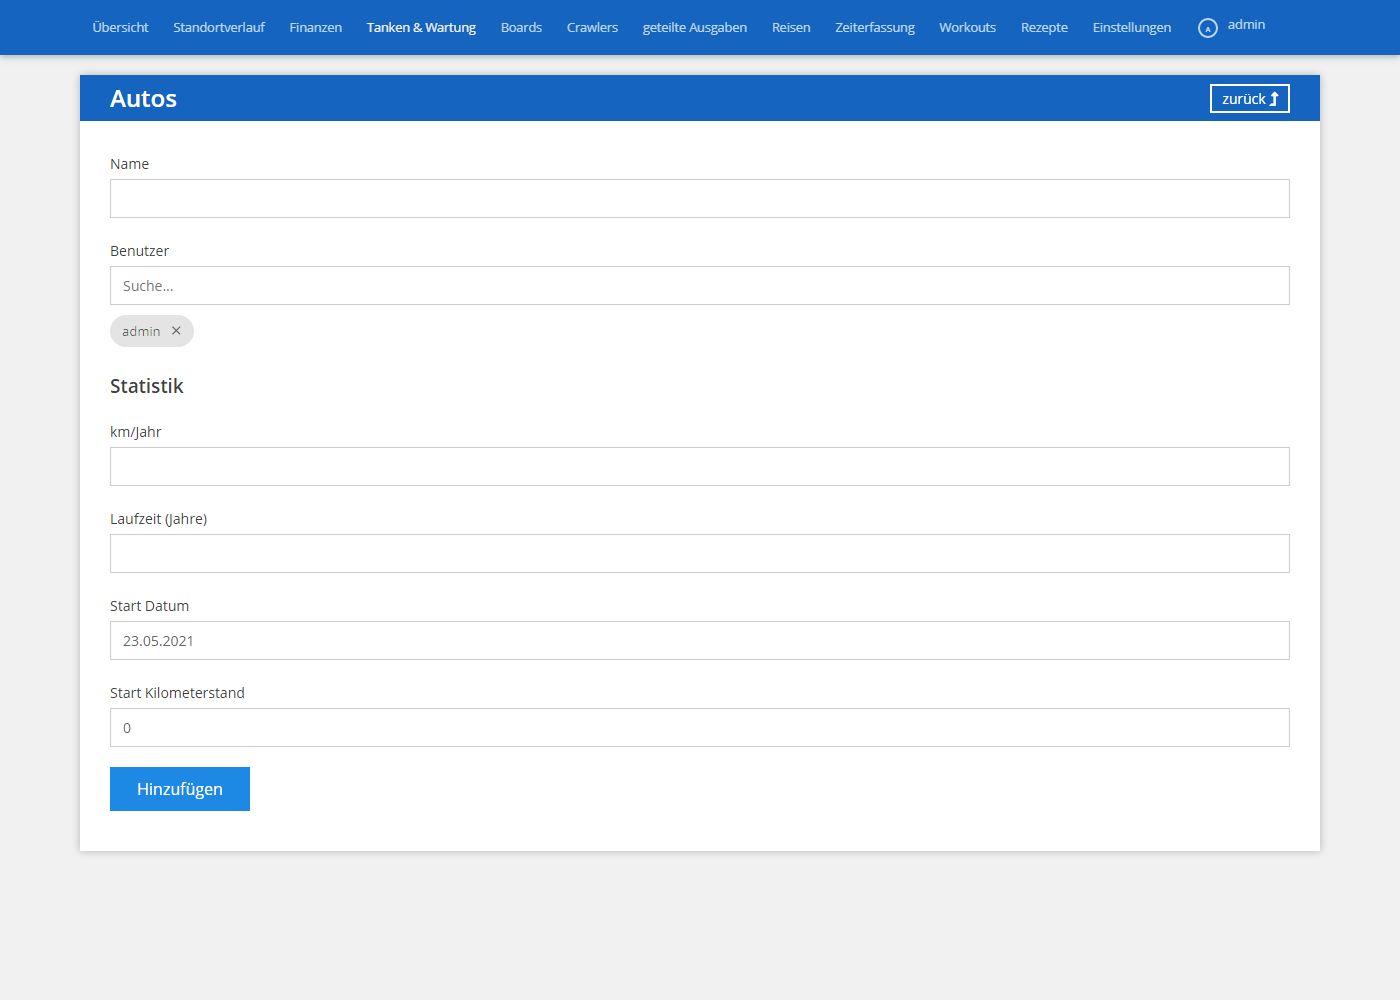 Übersicht Standortverlauf Finanzen Tanken & Wartung Boards Crawlers geteilte Ausgaben Reisen Zeiterfassung Workouts Rezepte Einstellungen A admin
Autos zurück
Name
Benutzer
Suche...
admin ×
Statistik
km/Jahr
Laufzeit (Jahre)
Start Datum
23.05.2021
Start Kilometerstand
0
Hinzufügen